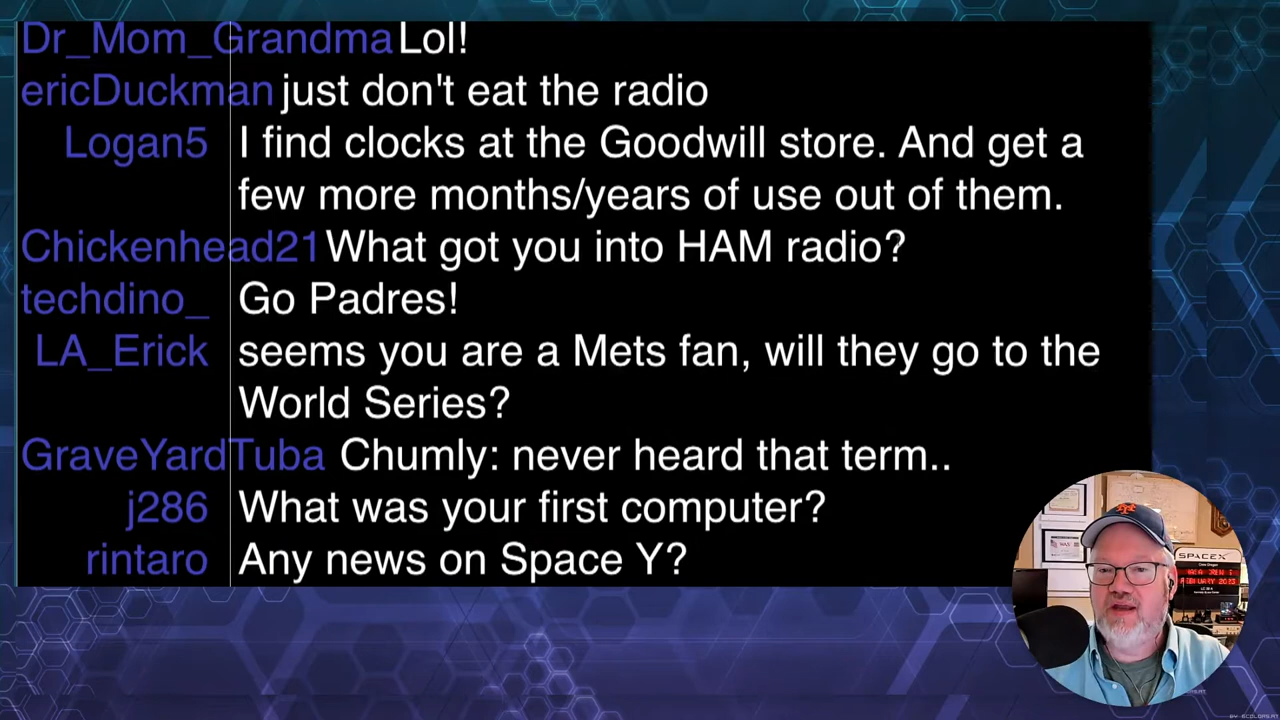 Dr_Mom_Grandma Lol!
ericDuckman just don't eat the radio
Logan5 I find clocks at the Goodwill store. And get a
few more months/years of use out of them.
Chickenhead21 What got you into HAM radio?
techdino_ Go Padres!
LA_Erick seems you are a Mets fan, will they go to the
World Series?
GraveYardTuba Chumly: never heard that term..
j286 What was your first computer?
rintaro Any news on Space Y?
SPACEX